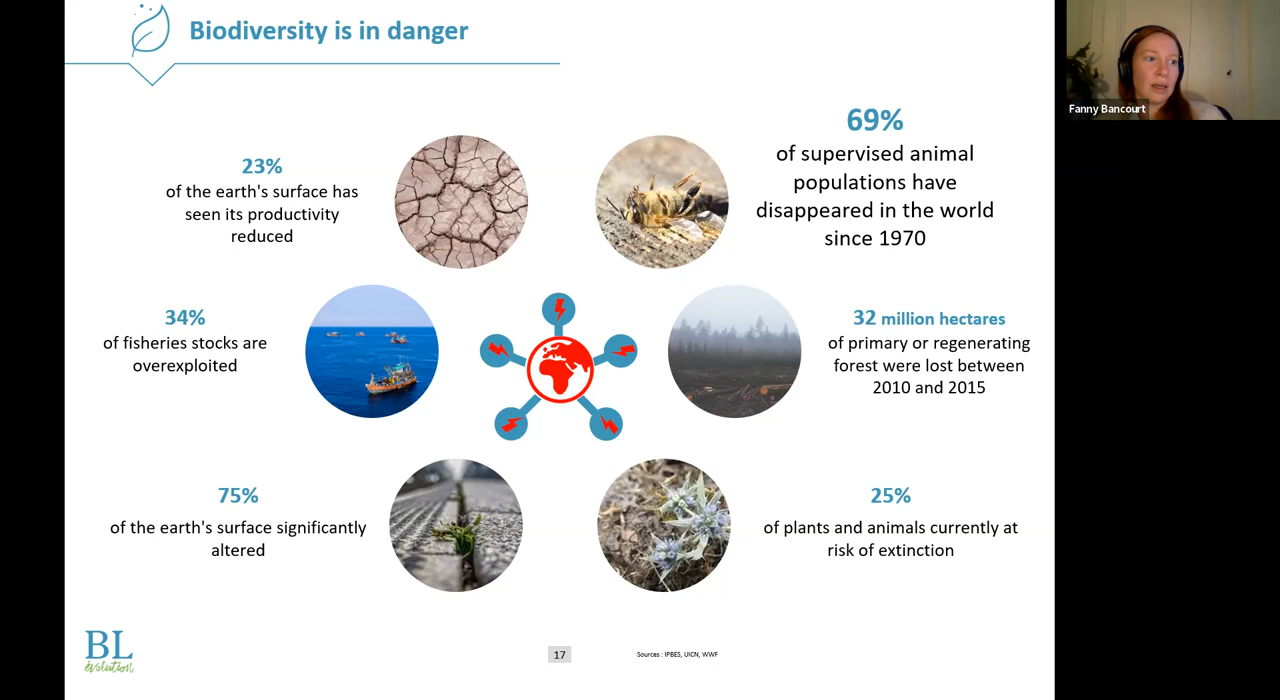 Biodiversity is in danger
Fanny Bancourt
23%
of the earth's surface has
seen its productivity
reduced
69%
of supervised animal
populations have
disappeared in the world
since 1970
34%
of fisheries stocks are
overexploited
32 million hectares
of primary or regenerating
forest were lost between
2010 and 2015
75%
of the earth's surface significantly
altered
25%
of plants and animals currently at
risk of extinction
BL
évolution
17
Sources : IPBES, UICN, WWF